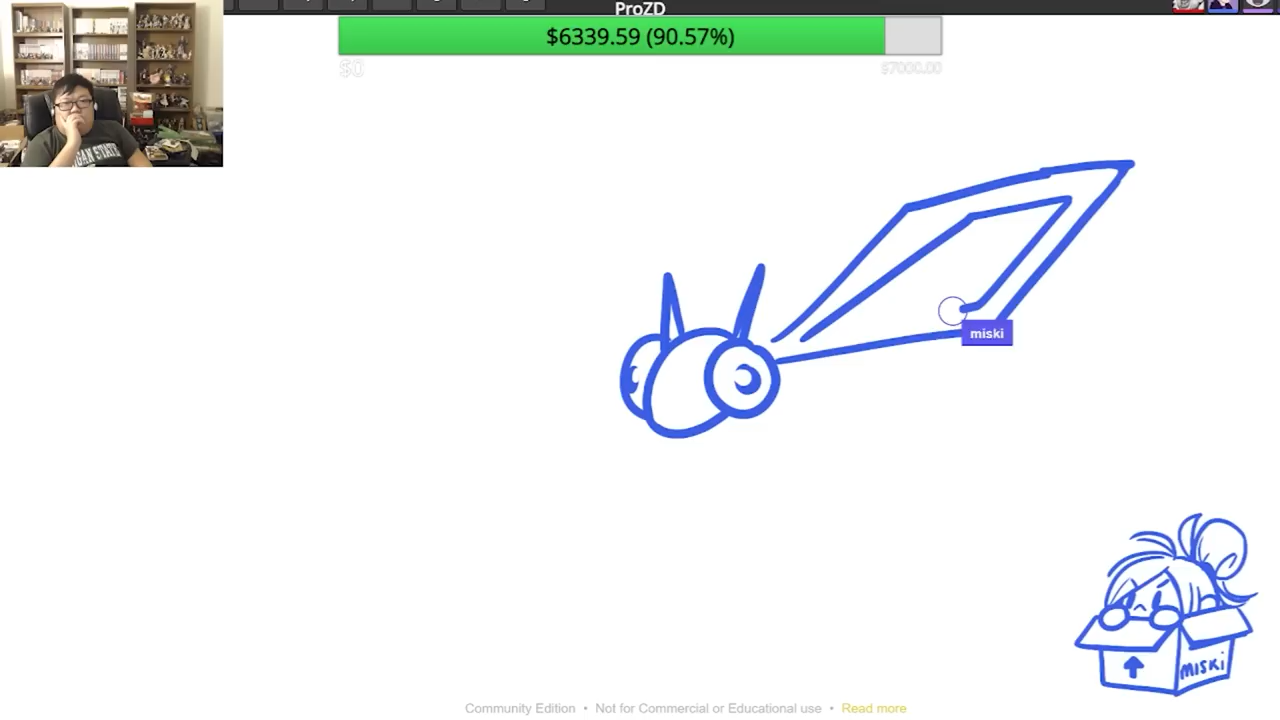 ProZD
$6339.59 (90.57%)
$0
$7000.00
miski
MISKi
Community Edition • Not for Commercial or Educational use • Read more